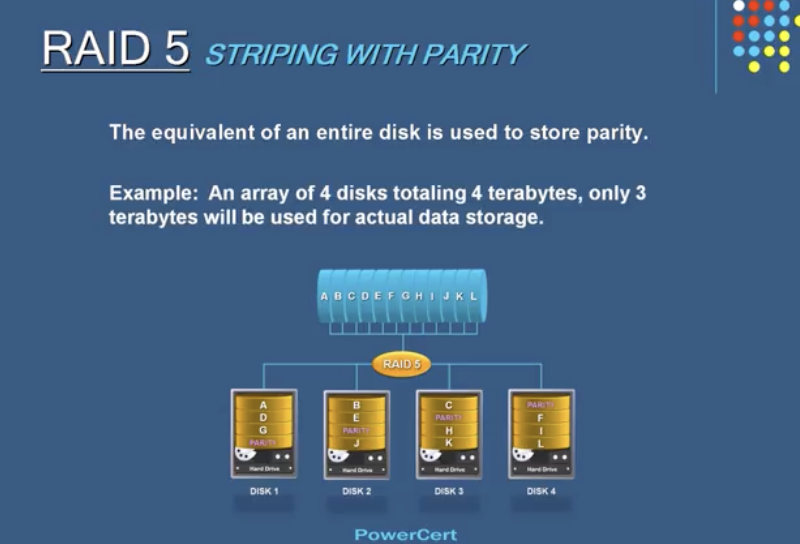 RAID 5 STRIPING WITH PARITY
The equivalent of an entire disk is used to store parity.
Example: An array of 4 disks totaling 4 terabytes, only 3
terabytes will be used for actual data storage.
A B C D E F G H I J K L
RAID 5
A B C PARITY
D E PARITY F
G PARITY H I
PARITY J K L
Hard Drive Hard Drive Hard Drive Hard Drive
DISK 1 DISK 2 DISK 3 DISK 4
PowerCert